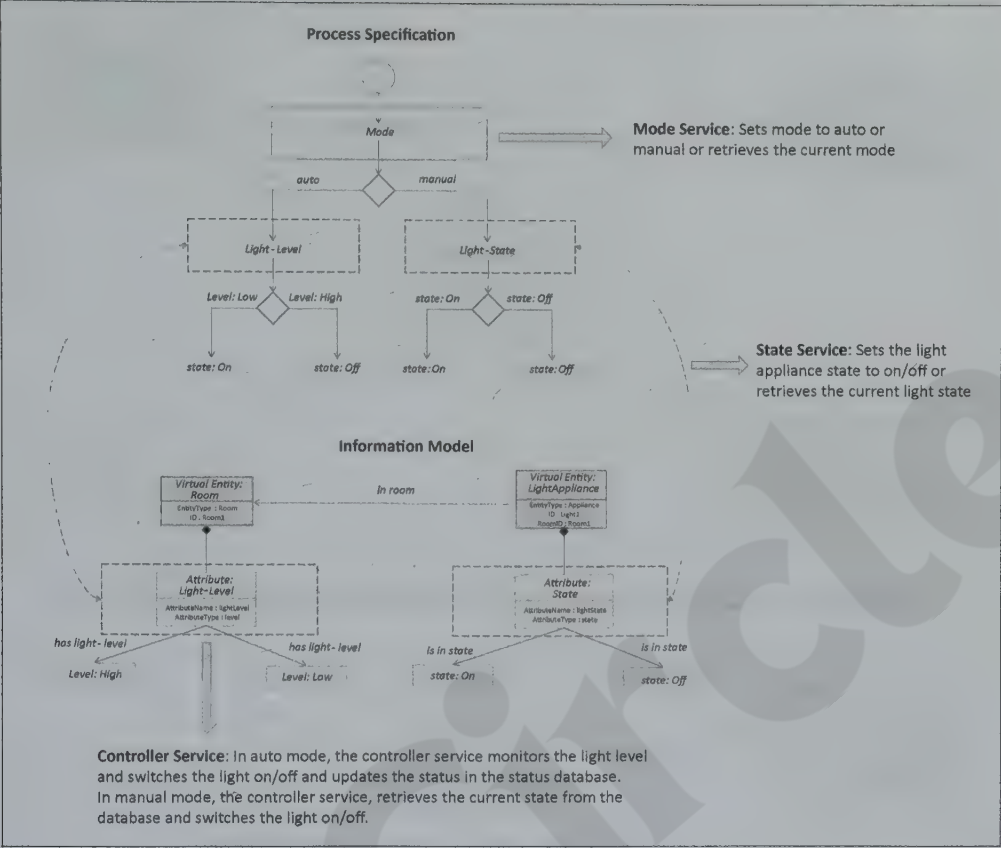 Process Specification
Mode
Mode Service: Sets mode to auto or
manual or retrieves the current mode
auto
manual
Light-Level
Light-State
Level: Low
Level: High
state: On
state: Off
state: On
state: Off
state:On
state: Off
State Service: Sets the light
appliance state to on/off or
retrieves the current light state
Information Model
Virtual Entity:
Room
EntityType : Room
ID : Room1
In room
Virtual Entity:
LightAppliance
EntityType : Appliance
ID : Light1
RoomID : Room1
Attribute:
Light-Level
AttributeName : lightLevel
AttributeType : level
Attribute:
State
AttributeName : lightState
AttributeType : state
has light- level
has light- level
is in state
is in state
Level: High
Level: Low
state: On
state: Off
Controller Service: In auto mode, the controller service monitors the light level
and switches the light on/off and updates the status in the status database.
In manual mode, the controller service, retrieves the current state from the
database and switches the light on/off.
ircle